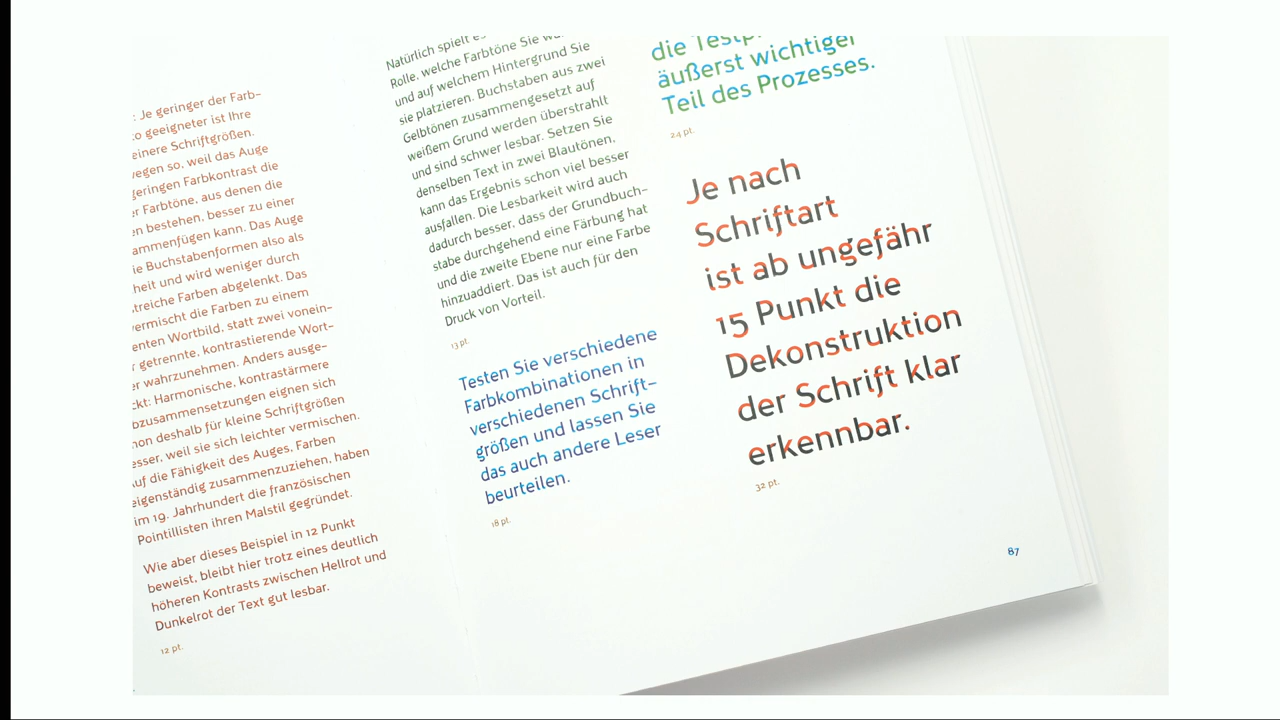 : Je geringer der Farb–
geeigneter ist Ihre
einere Schriftgrößen.
wegen so, weil das Auge
geringen Farbkontrast die
Farbtöne, aus denen die
bestehen, besser zu einer
ammenfügen kann. Das Auge
ie Buchstabenformen also als
heit und wird weniger durch
treiche Farben abgelenkt. Das
vermischt die Farben zu einem
enten Wortbild, statt zwei vonein–
getrennte, kontrastierende Wort–
er wahrzunehmen. Anders ausge–
ckt: Harmonische, kontrastärmere
bzusammensetzungen eignen sich
hon deshalb für kleine Schriftgrößen
esser, weil sie sich leichter vermischen.
uf die Fähigkeit des Auges, Farben
eigenständig zusammenzuziehen, haben
im 19. Jahrhundert die französischen
Pointillisten ihren Malstil gegründet.
Wie aber dieses Beispiel in 12 Punkt
beweist, bleibt hier trotz eines deutlich
höheren Kontrasts zwischen Hellrot und
Dunkelrot der Text gut lesbar.
12 pt.
Natürlich spielt
Rolle, welche Farbtöne Sie
und auf welchem Hintergrund Sie
sie platzieren. Buchstaben aus zwei
Gelbtönen zusammengesetzt auf
weißem Grund werden überstrahlt
und sind schwer lesbar. Setzen Sie
denselben Text in zwei Blautönen,
kann das Ergebnis schon viel besser
ausfallen. Die Lesbarkeit wird auch
dadurch besser, dass der Grundbuch–
stabe durchgehend eine Färbung hat
und die zweite Ebene nur eine Farbe
hinzuaddiert. Das ist auch für den
Druck von Vorteil.
13 pt.
Testen Sie verschiedene
Farbkombinationen in
verschiedenen Schrift–
größen und lassen Sie
das auch andere Leser
beurteilen.
18 pt.
die
äußerst wichtiger
Teil des Prozesses.
24 pt.
Je nach
Schriftart
ist ab ungefähr
15 Punkt die
Dekonstruktion
der Schrift klar
erkennbar.
32 pt.
87